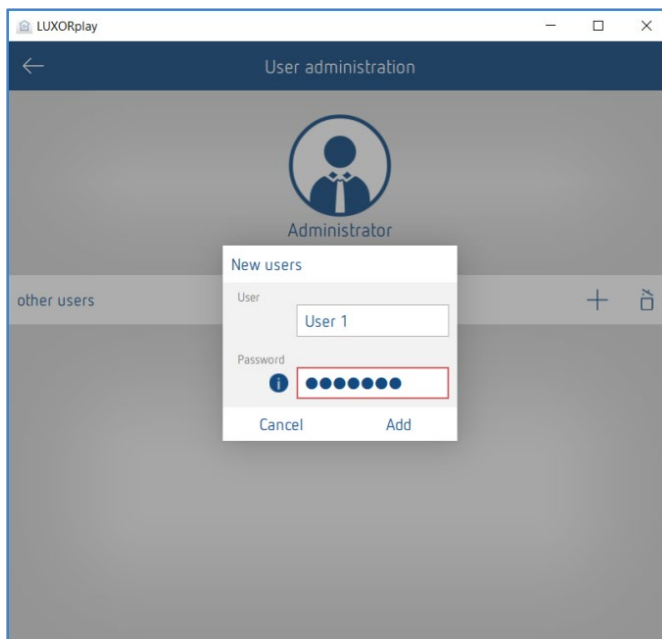 LUXORplay
User administration
Administrator
New users
other users
User
User 1
Password
i
Cancel Add